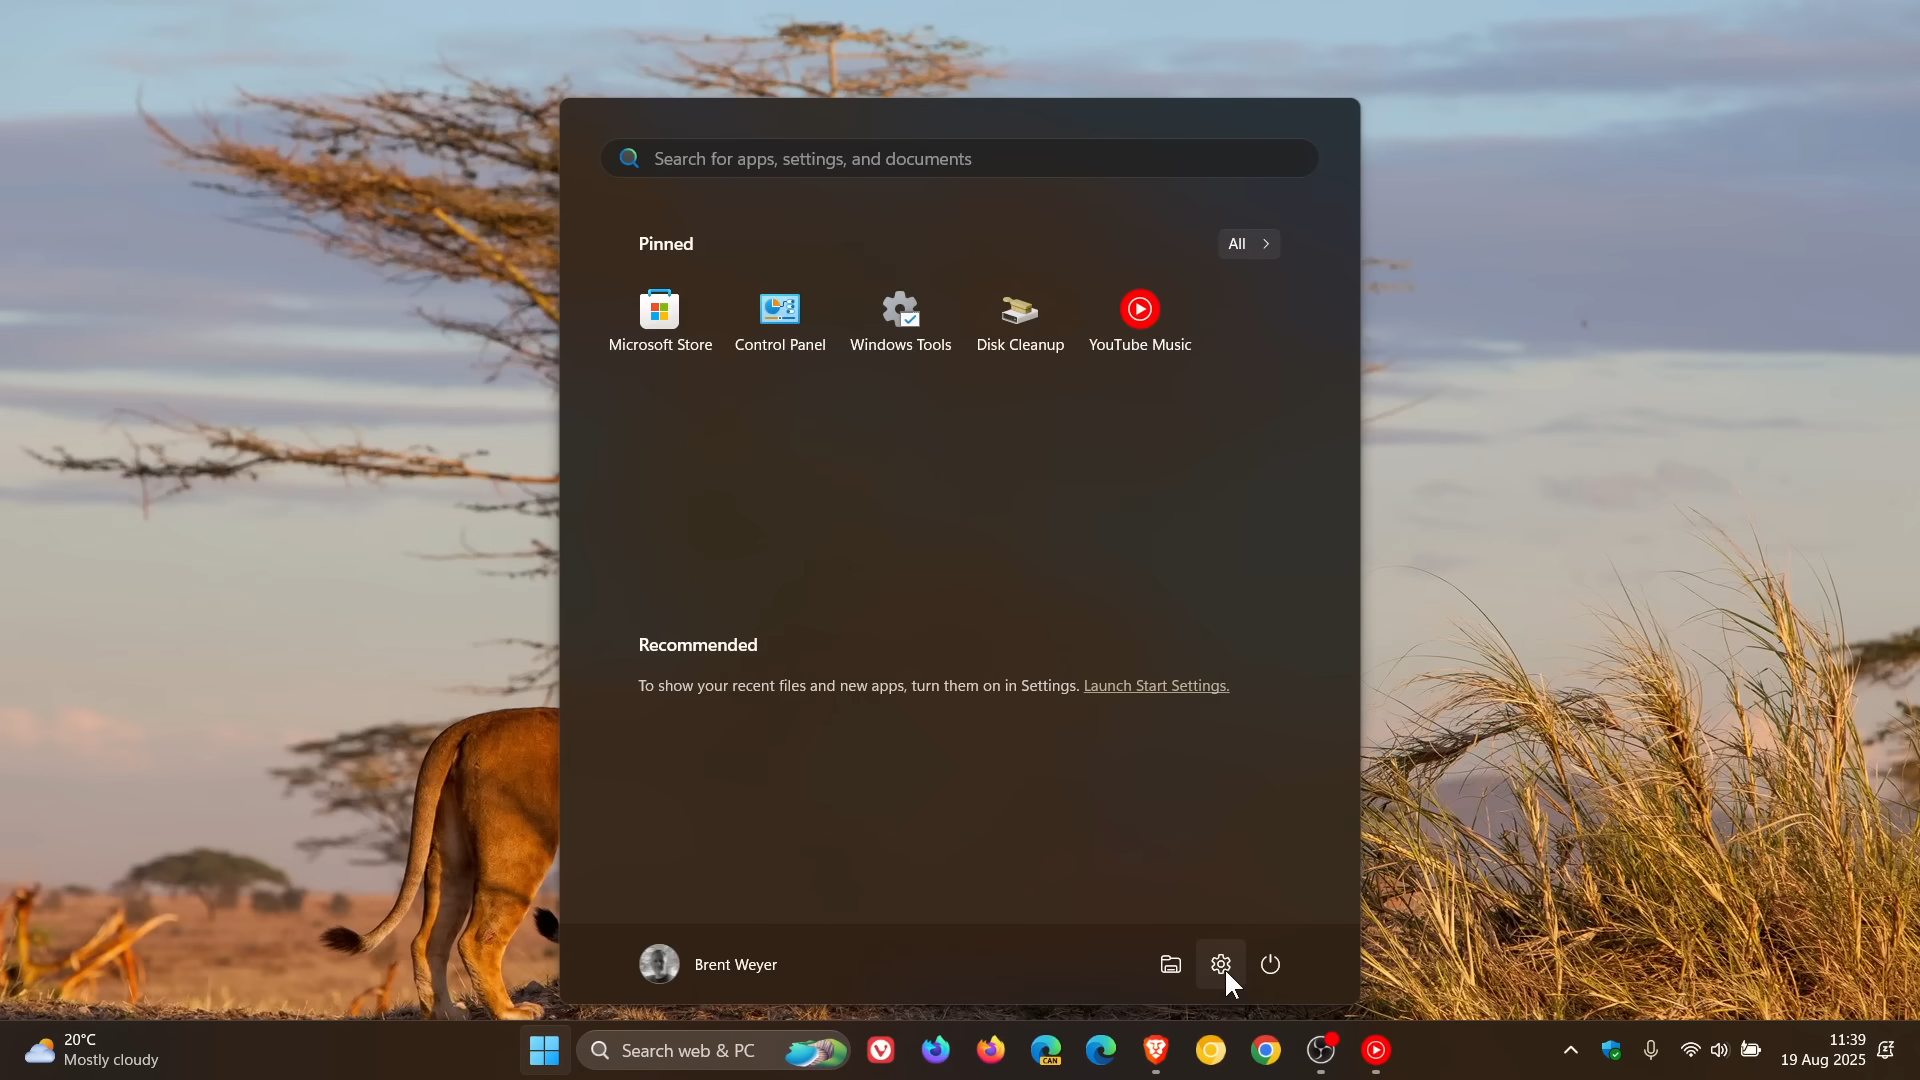 Search for apps, settings, and documents
Pinned
All
Microsoft Store
Control Panel
Windows Tools
Disk Cleanup
YouTube Music
Recommended
To show your recent files and new apps, turn them on in Settings. Launch Start Settings.
Brent Weyer
20°C
Mostly cloudy
Search web & PC
CAN
11:39
19 Aug 2025